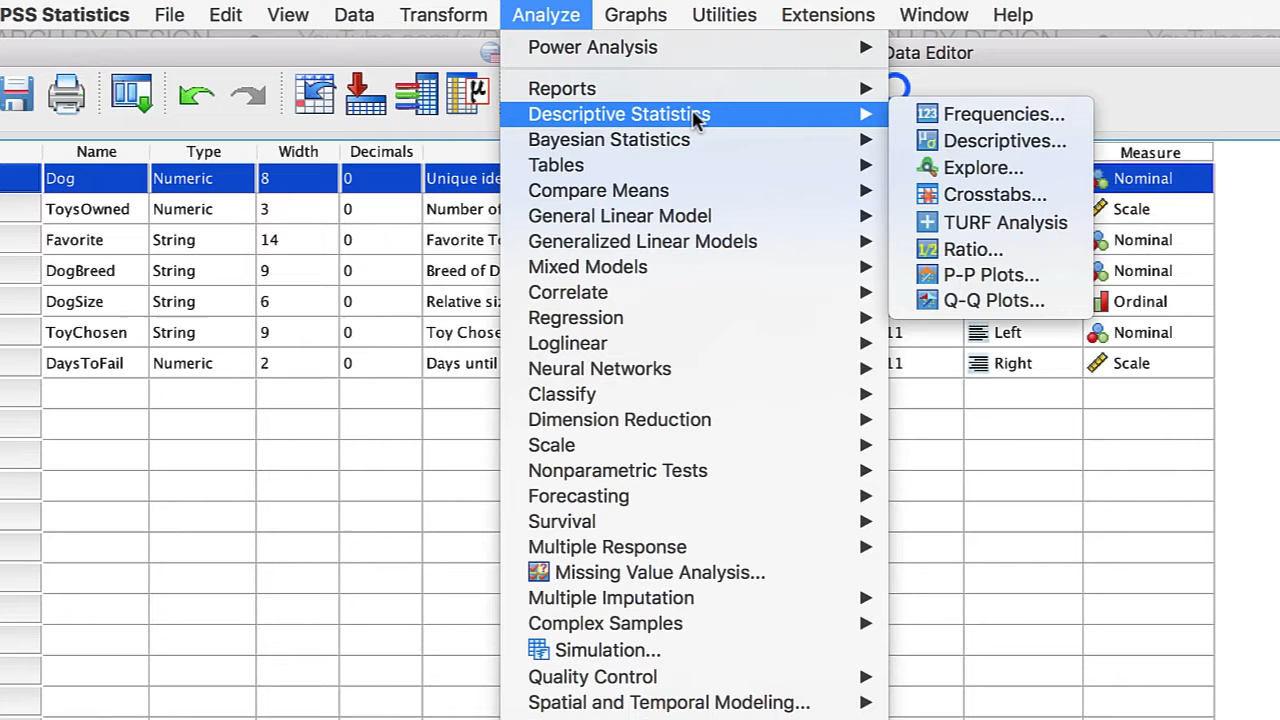 PSS Statistics File Edit View Data Transform Analyze Graphs Utilities Extensions Window Help
Data Editor
Power Analysis
Reports
Descriptive Statistics
Bayesian Statistics
Tables
Compare Means
General Linear Model
Generalized Linear Models
Mixed Models
Correlate
Regression
Loglinear
Neural Networks
Classify
Dimension Reduction
Scale
Nonparametric Tests
Forecasting
Survival
Multiple Response
Missing Value Analysis...
Multiple Imputation
Complex Samples
Simulation...
Quality Control
Spatial and Temporal Modeling...
123 Frequencies...
Descriptives...
Explore...
Crosstabs...
TURF Analysis
1/2 Ratio...
P-P Plots...
Q-Q Plots...
Name Type Width Decimals Measure
Dog Numeric 8 0 Unique ide Nominal
ToysOwned Numeric 3 0 Number of Scale
Favorite String 14 0 Favorite To Nominal
DogBreed String 9 0 Breed of D Nominal
DogSize String 6 0 Relative siz Ordinal
ToyChosen String 9 0 Toy Chose 11 Left Nominal
DaysToFail Numeric 2 0 Days until 11 Right Scale